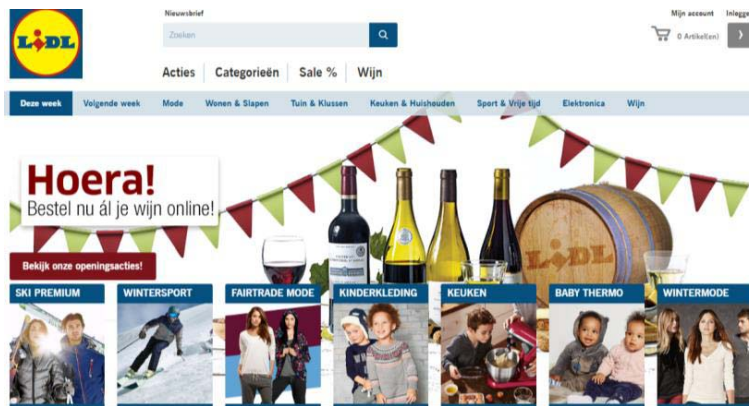 Nieuwsbrief
Mijn account Inlogge
LIDL
Zoeken
0 Artikel(en)
Acties Categorieën Sale % Wijn
Deze week Volgende week Mode Wonen & Slapen Tuin & Klussen Keuken & Huishouden Sport & Vrije tijd Elektronica Wijn
Hoera!
Bestel nu ál je wijn online!
LIDL
Bekijk onze openingsacties!
SKI PREMIUM WINTERSPORT FAIRTRADE MODE KINDERKLEDING KEUKEN BABY THERMO WINTERMODE